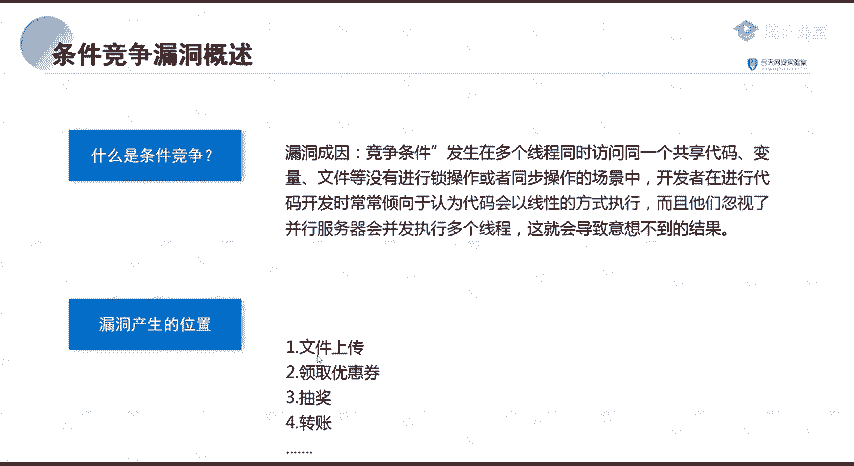 条件竞争漏洞概述
什么是条件竞争？
漏洞成因：竞争条件”发生在多个线程同时访问同一个共享代码、变
量、文件等没有进行锁操作或者同步操作的场景中，开发者在进行代
码开发时常常倾向于认为代码会以线性的方式执行，而且他们忽视了
并行服务器会并发执行多个线程，这就会导致意想不到的结果。
漏洞产生的位置
1.文件上传
2.领取优惠券
3.抽奖
4.转账
.......